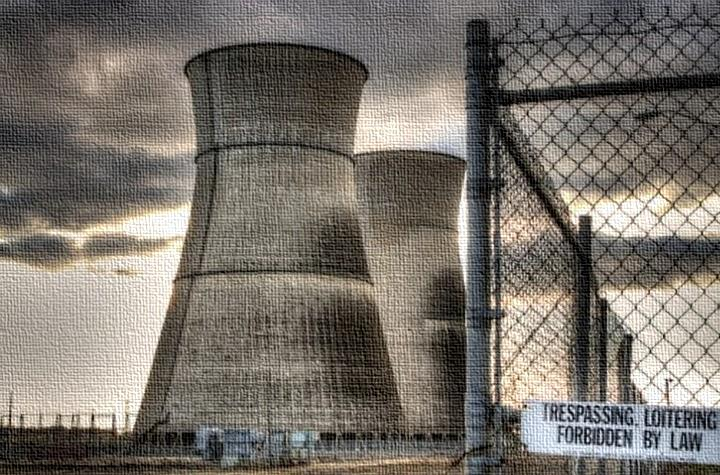 TRESPASSING. LOITERING
FORBIDDEN BY LAW